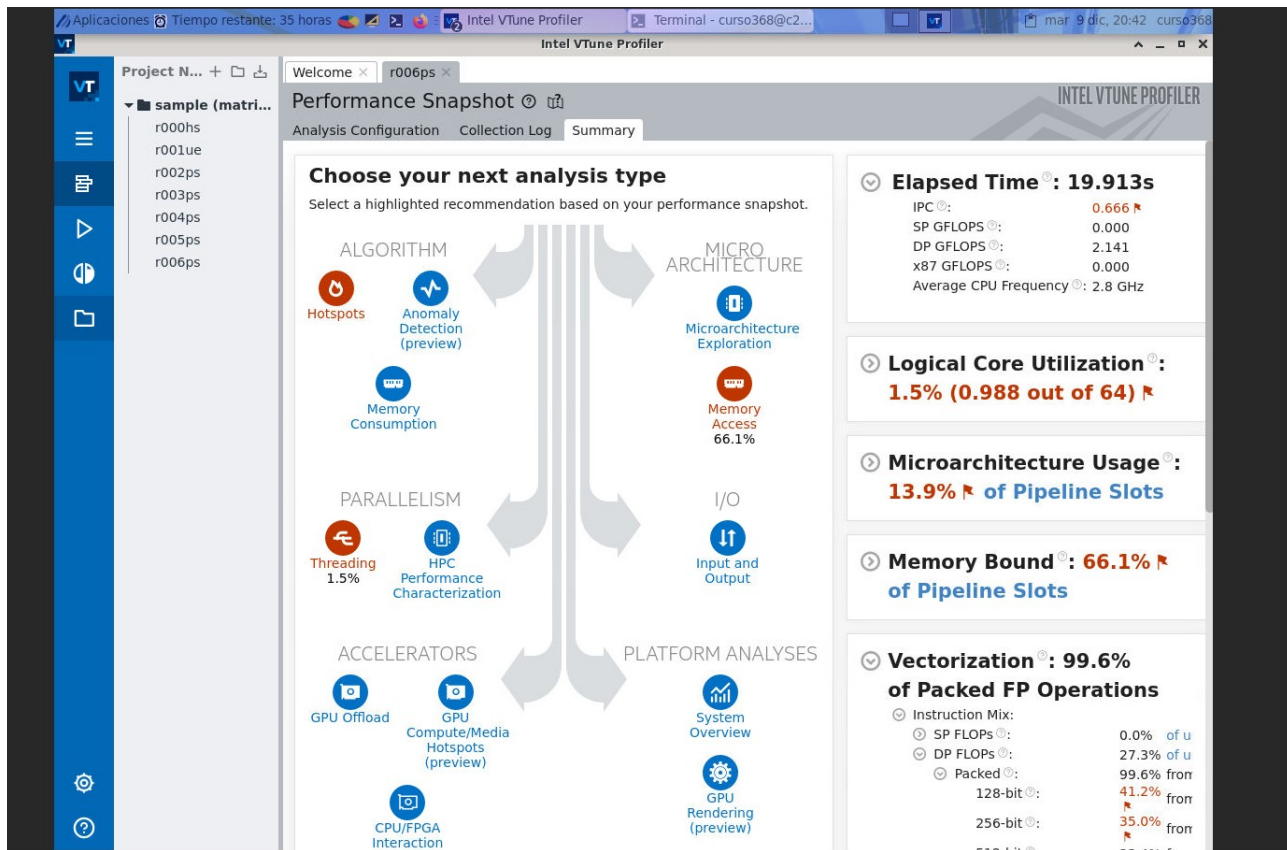 Aplicaciones Tiempo restante: 35 horas Intel VTune Profiler Terminal - curso368@c2... mar 9 dic, 20:42 curso368
VT Intel VTune Profiler
Project N...
Welcome r006ps
VT
sample (matri...
r000hs
r001ue
r002ps
r003ps
r004ps
r005ps
r006ps
Performance Snapshot
INTEL VTUNE PROFILER
Analysis Configuration Collection Log Summary
Choose your next analysis type
Select a highlighted recommendation based on your performance snapshot.
ALGORITHM
Hotspots
Anomaly
Detection
(preview)
Memory
Consumption
MICRO
ARCHITECTURE
Microarchitecture
Exploration
Memory
Access
66.1%
PARALLELISM
Threading
1.5%
HPC
Performance
Characterization
I/O
Input and
Output
ACCELERATORS
GPU Offload
GPU
Compute/Media
Hotspots
(preview)
CPU/FPGA
Interaction
PLATFORM ANALYSES
System
Overview
GPU
Rendering
(preview)
Elapsed Time: 19.913s
IPC: 0.666
SP GFLOPS: 0.000
DP GFLOPS: 2.141
x87 GFLOPS: 0.000
Average CPU Frequency: 2.8 GHz
Logical Core Utilization:
1.5% (0.988 out of 64)
Microarchitecture Usage:
13.9% of Pipeline Slots
Memory Bound: 66.1%
of Pipeline Slots
Vectorization: 99.6%
of Packed FP Operations
Instruction Mix:
SP FLOPs: 0.0% of u
DP FLOPs: 27.3% of u
Packed: 99.6% from
128-bit: 41.2% from
256-bit: 35.0% from